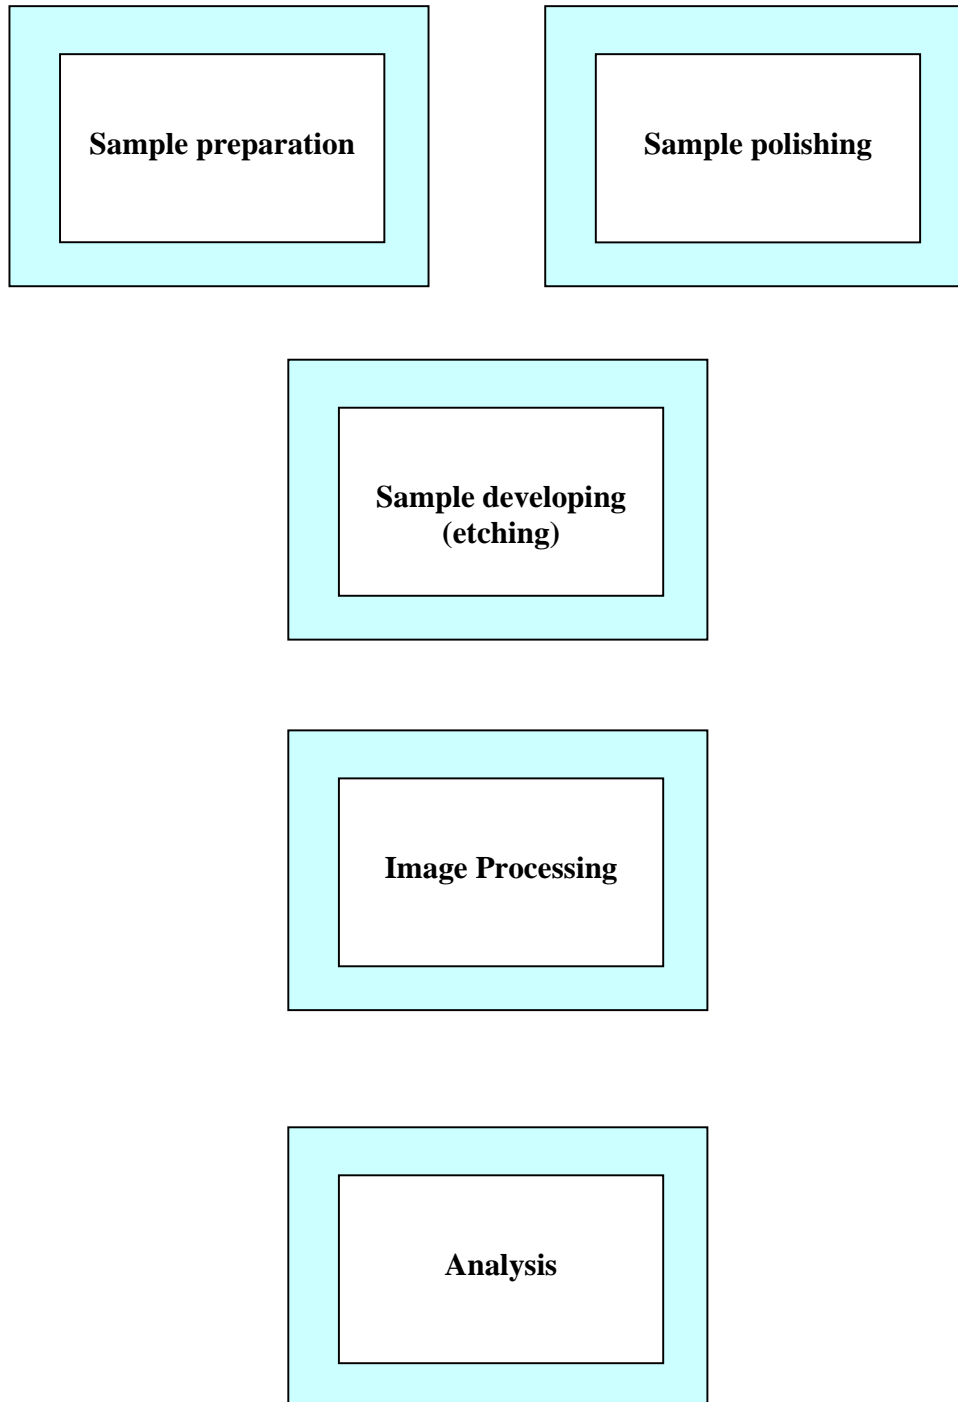 Sample preparation
Sample polishing
Sample developing
(etching)
Image Processing
Analysis